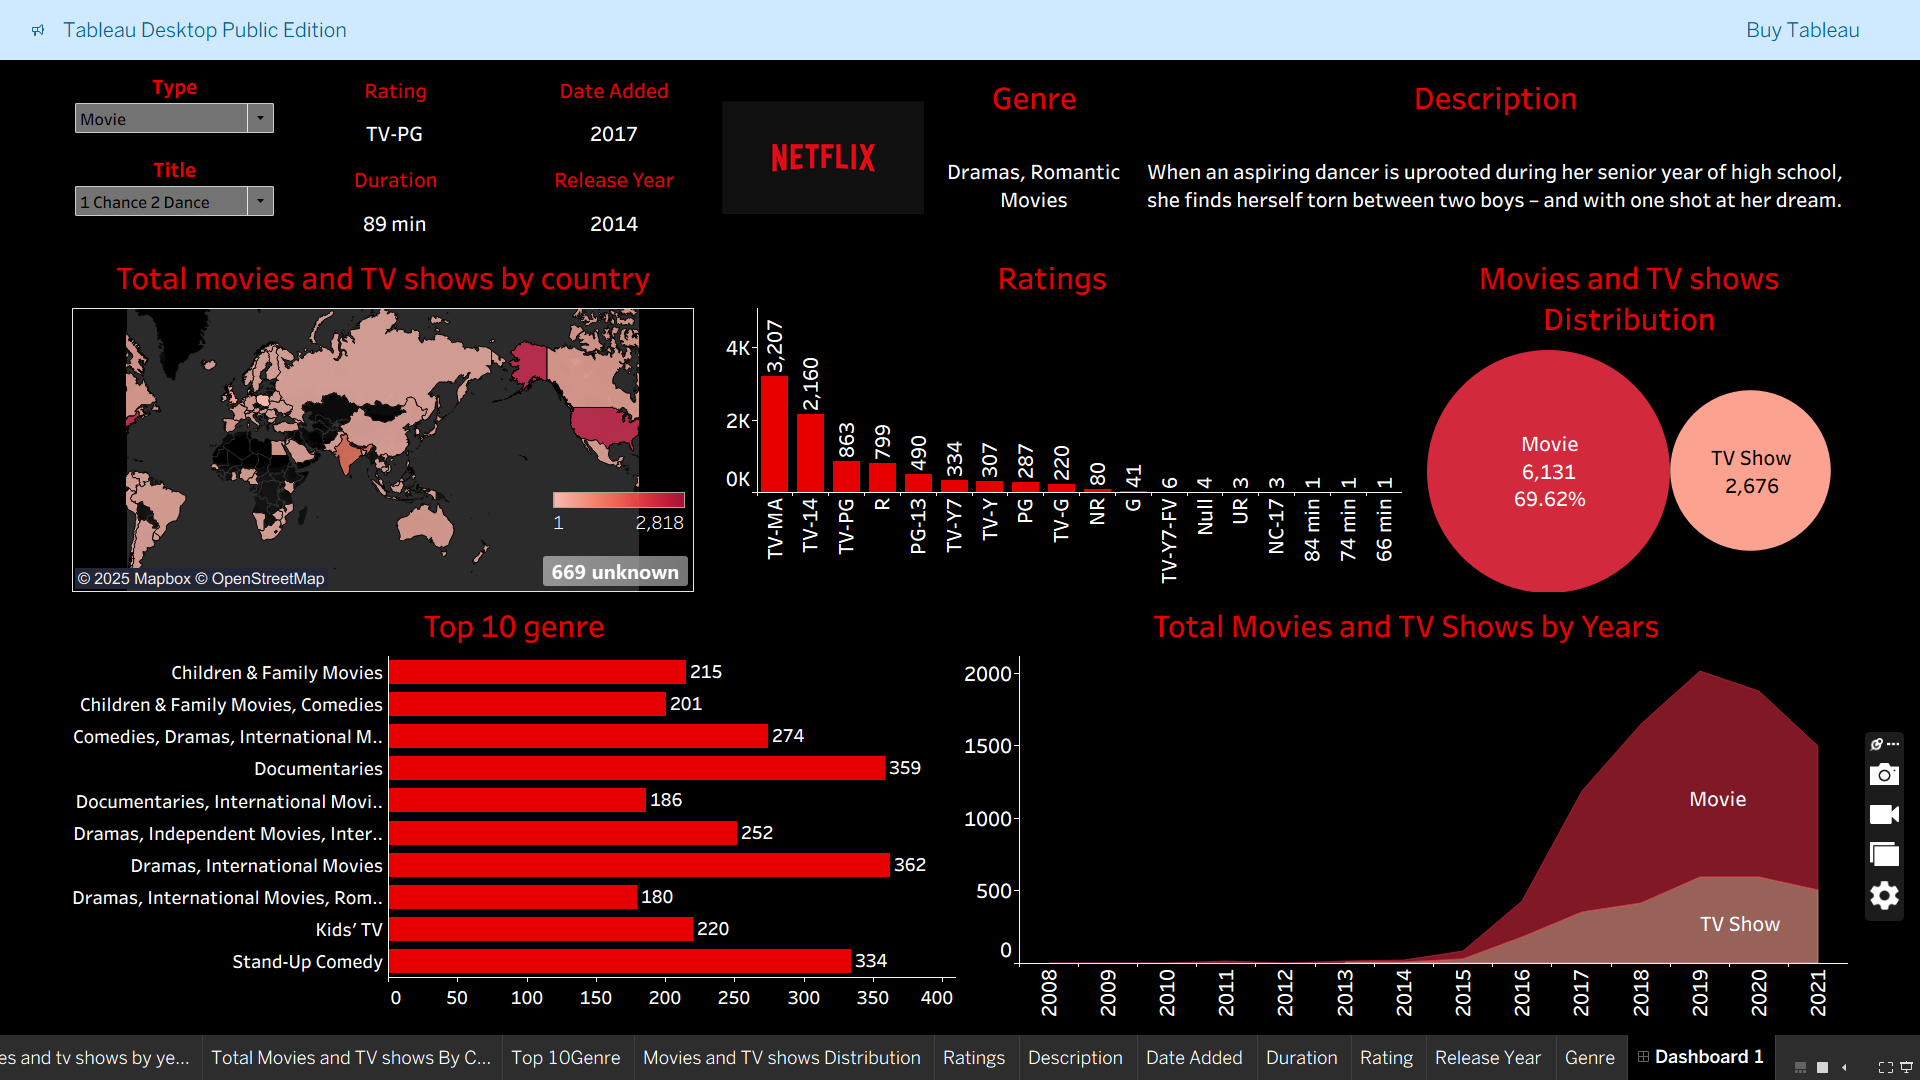 Tableau Desktop Public Edition
Buy Tableau
Type
Movie
Title
1 Chance 2 Dance
Rating
TV-PG
Duration
89 min
Date Added
2017
Release Year
2014
NETFLIX
Genre
Dramas, Romantic
Movies
Description
When an aspiring dancer is uprooted during her senior year of high school,
she finds herself torn between two boys – and with one shot at her dream.
Total movies and TV shows by country
1
2,818
669 unknown
© 2025 Mapbox © OpenStreetMap
Ratings
4K
2K
0K
3,207
2,160
863
799
490
334
307
287
220
80
41
6
4
3
3
1
1
1
TV-MA
TV-14
TV-PG
R
PG-13
TV-Y7
TV-Y
PG
TV-G
NR
G
TV-Y7-FV
Null
UR
NC-17
84 min
74 min
66 min
Movies and TV shows
Distribution
Movie
6,131
69.62%
TV Show
2,676
Top 10 genre
Children & Family Movies 215
Children & Family Movies, Comedies 201
Comedies, Dramas, International M.. 274
Documentaries 359
Documentaries, International Movi.. 186
Dramas, Independent Movies, Inter.. 252
Dramas, International Movies 362
Dramas, International Movies, Rom.. 180
Kids' TV 220
Stand-Up Comedy 334
0 50 100 150 200 250 300 350 400
Total Movies and TV Shows by Years
2000
1500
1000
500
0
Movie
TV Show
2008 2009 2010 2011 2012 2013 2014 2015 2016 2017 2018 2019 2020 2021
es and tv shows by ye...
Total Movies and TV shows By C...
Top 10Genre
Movies and TV shows Distribution
Ratings
Description
Date Added
Duration
Rating
Release Year
Genre
Dashboard 1